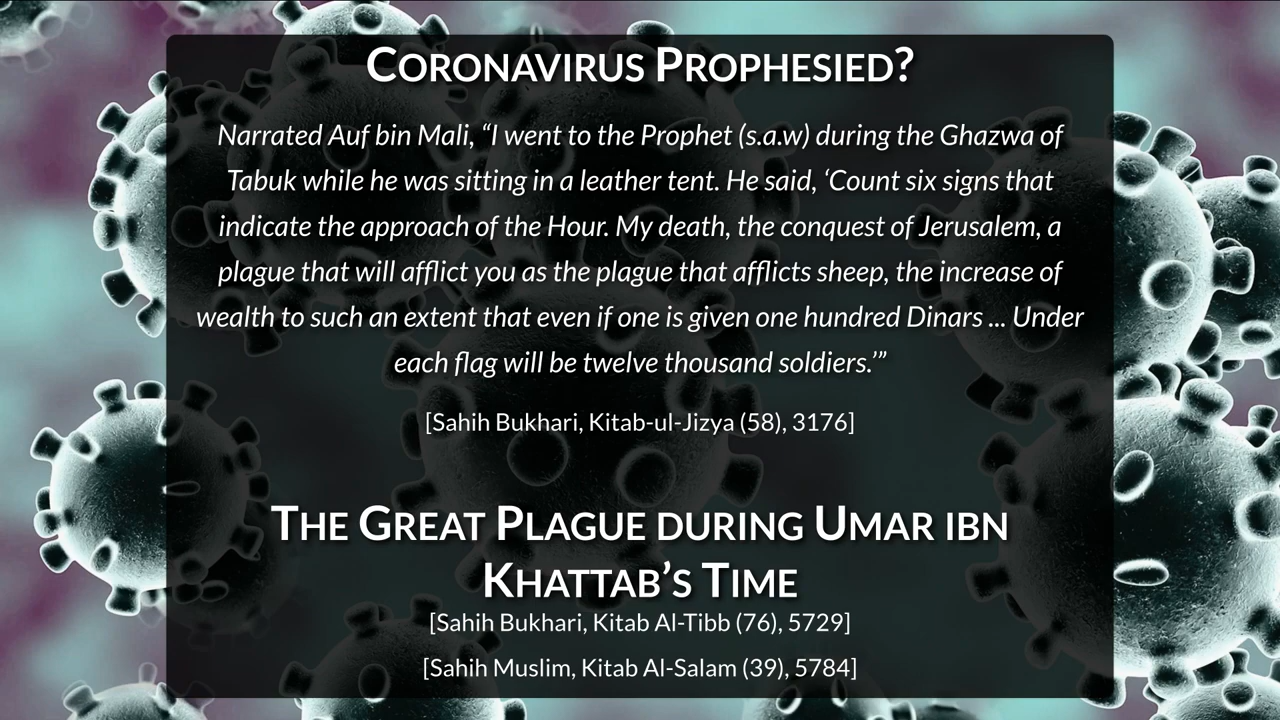 Coronavirus Prophesied?
Narrated Auf bin Mali, “I went to the Prophet (s.a.w) during the Ghazwa of
Tabuk while he was sitting in a leather tent. He said, ‘Count six signs that
indicate the approach of the Hour. My death, the conquest of Jerusalem, a
plague that will afflict you as the plague that afflicts sheep, the increase of
wealth to such an extent that even if one is given one hundred Dinars ... Under
each flag will be twelve thousand soldiers.’”
[Sahih Bukhari, Kitab-ul-Jizya (58), 3176]
The Great Plague during Umar ibn
Khattab’s Time
[Sahih Bukhari, Kitab Al-Tibb (76), 5729]
[Sahih Muslim, Kitab Al-Salam (39), 5784]